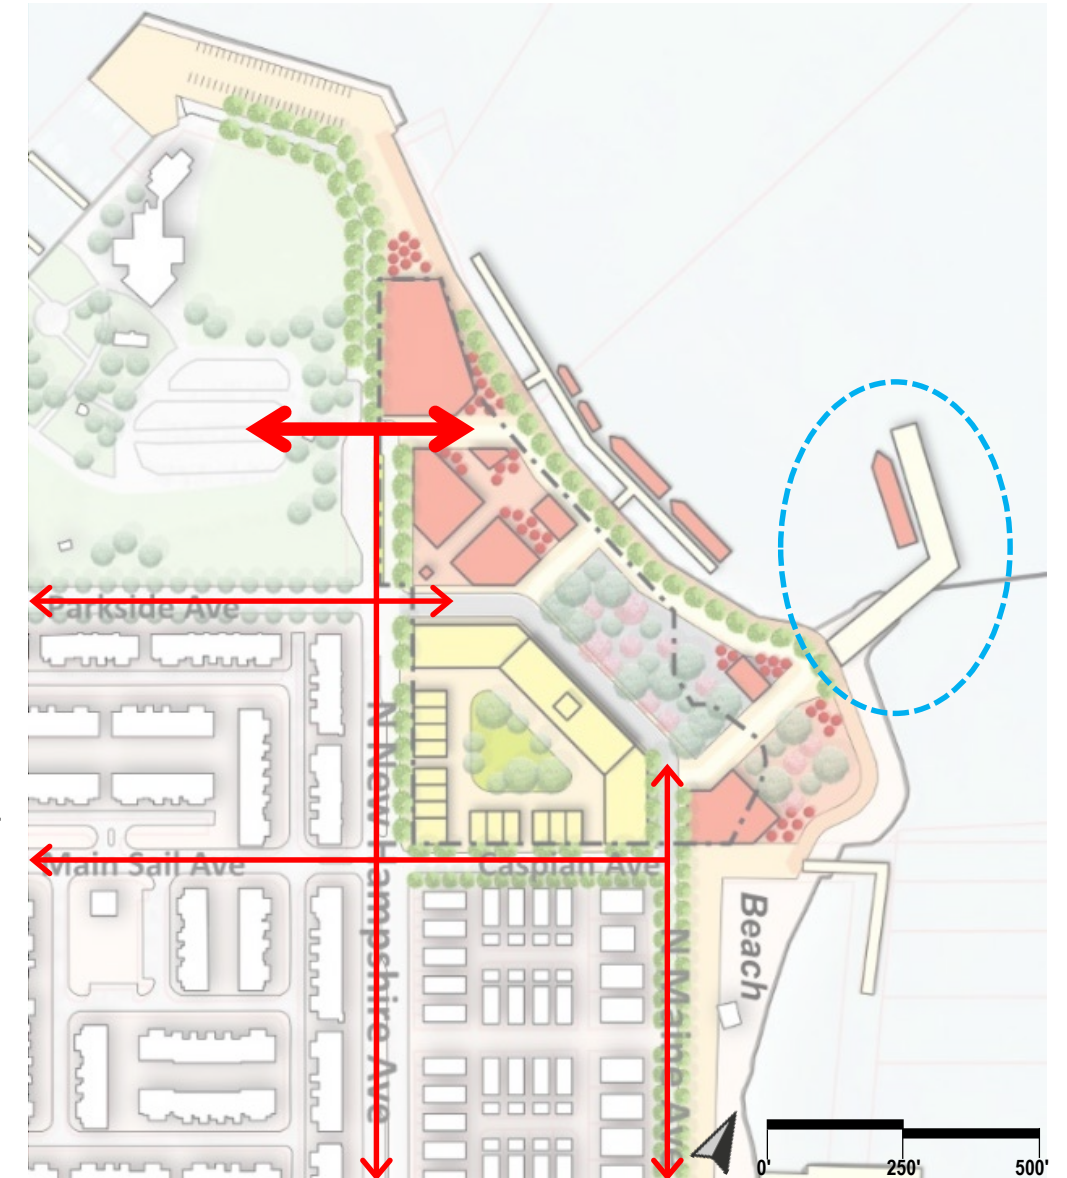 Parkside Ave
N New Hampshire Ave
Main Sail Ave
Caspian Ave
N Maine Ave
Beach
0'
250'
500'